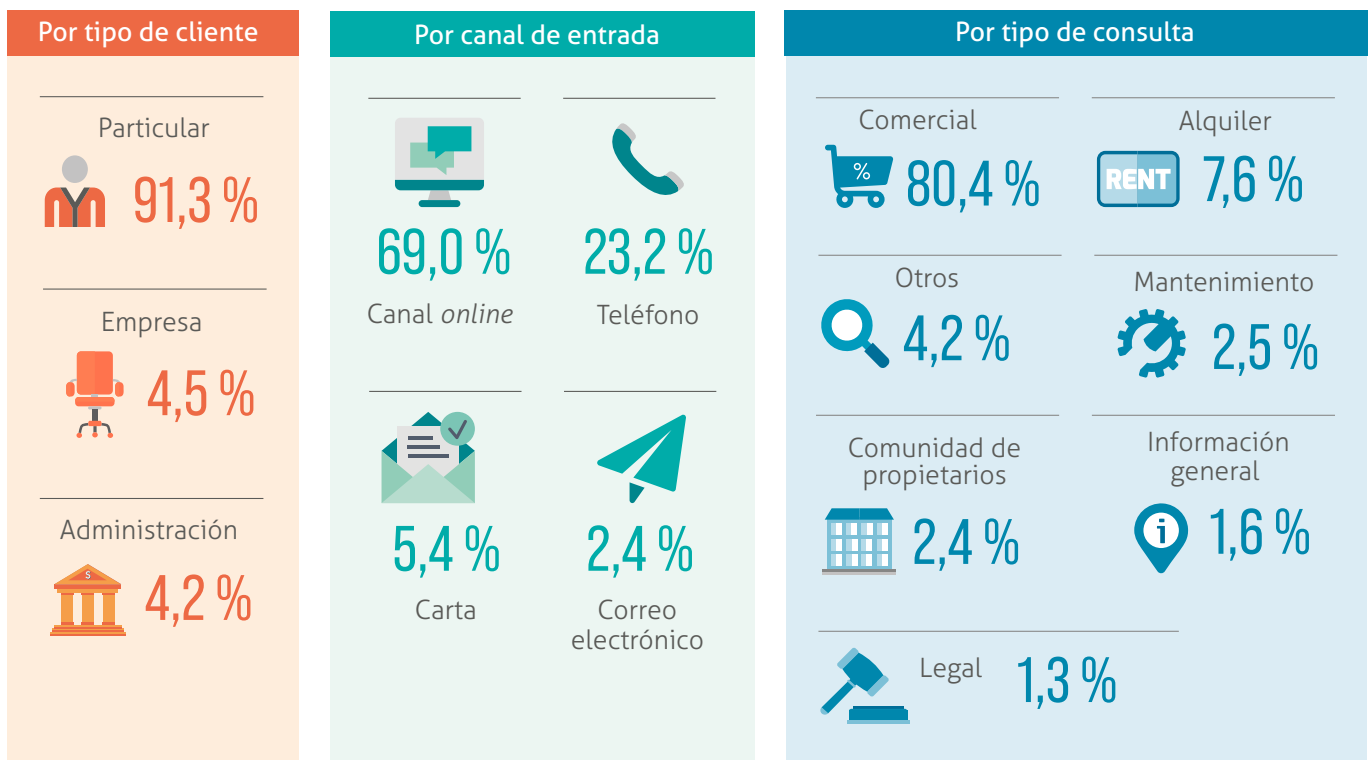 Por tipo de cliente
Particular
91,3 %
Empresa
4,5 %
Administración
S
4,2 %
Por canal de entrada
69,0 %
Canal online
23,2 %
Teléfono
5,4 %
Carta
2,4 %
Correo
electrónico
Por tipo de consulta
Comercial
%
80,4 %
Alquiler
RENT
7,6 %
Otros
4,2 %
Mantenimiento
2,5 %
Comunidad de
propietarios
2,4 %
Información
general
i
1,6 %
Legal
1,3 %